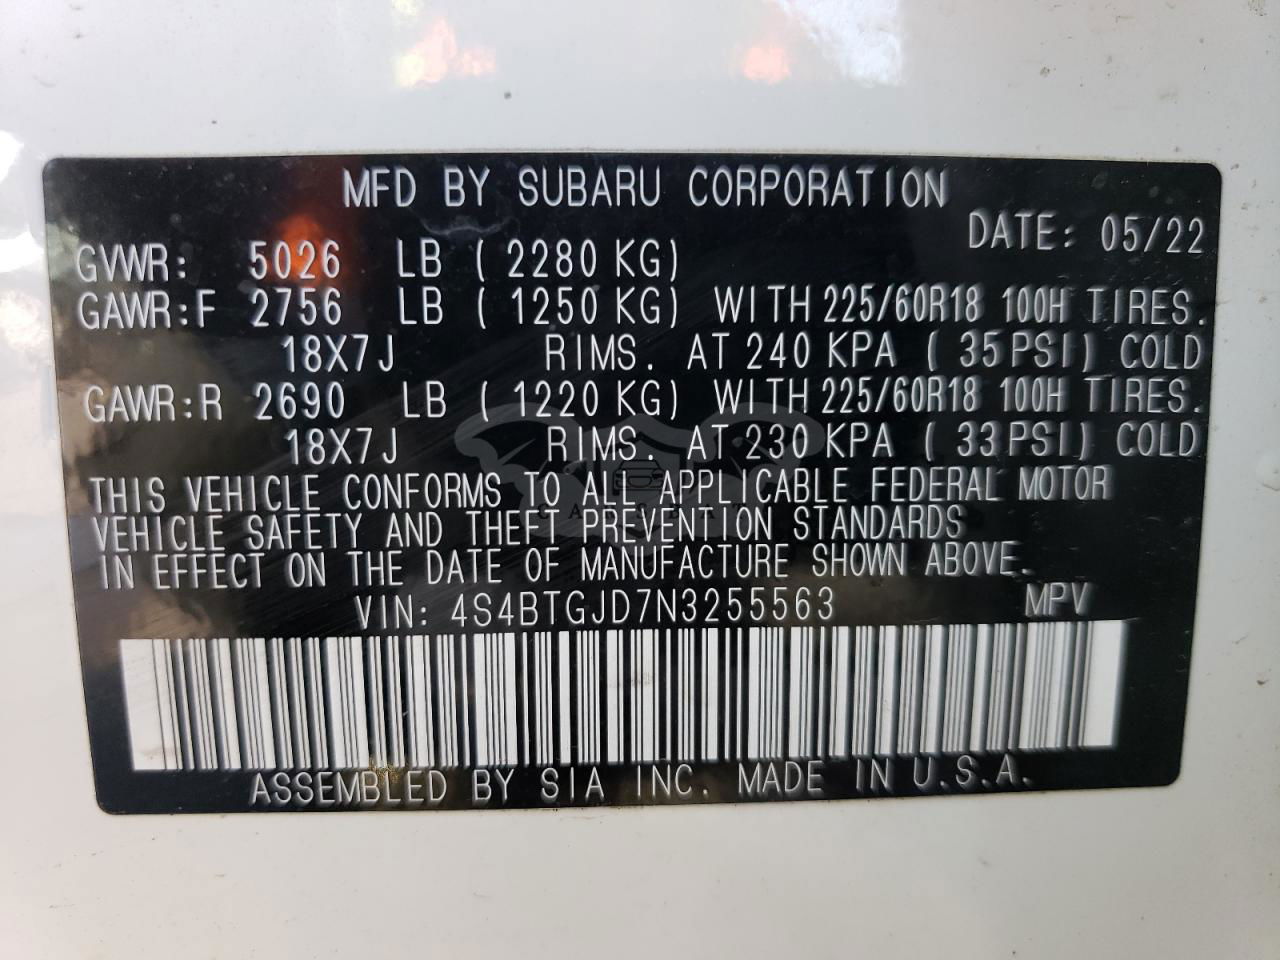 MFD BY SUBARU CORPORATION
DATE: 05/22
GVWR: 5026 LB ( 2280 KG)
GAWR:F 2756 LB ( 1250 KG) WITH 225/60R18 100H TIRES.
18X7J RIMS. AT 240 KPA ( 35PSI) COLD
GAWR:R 2690 LB ( 1220 KG) WITH 225/60R18 100H TIRES.
18X7J RIMS. AT 230 KPA ( 33PSI) COLD
THIS VEHICLE CONFORMS TO ALL APPLICABLE FEDERAL MOTOR
VEHICLE SAFETY AND THEFT PREVENTION STANDARDS
IN EFFECT ON THE DATE OF MANUFACTURE SHOWN ABOVE.
VIN: 4S4BTGJD7N3255563 MPV
ASSEMBLED BY SIA INC. MADE IN U.S.A.